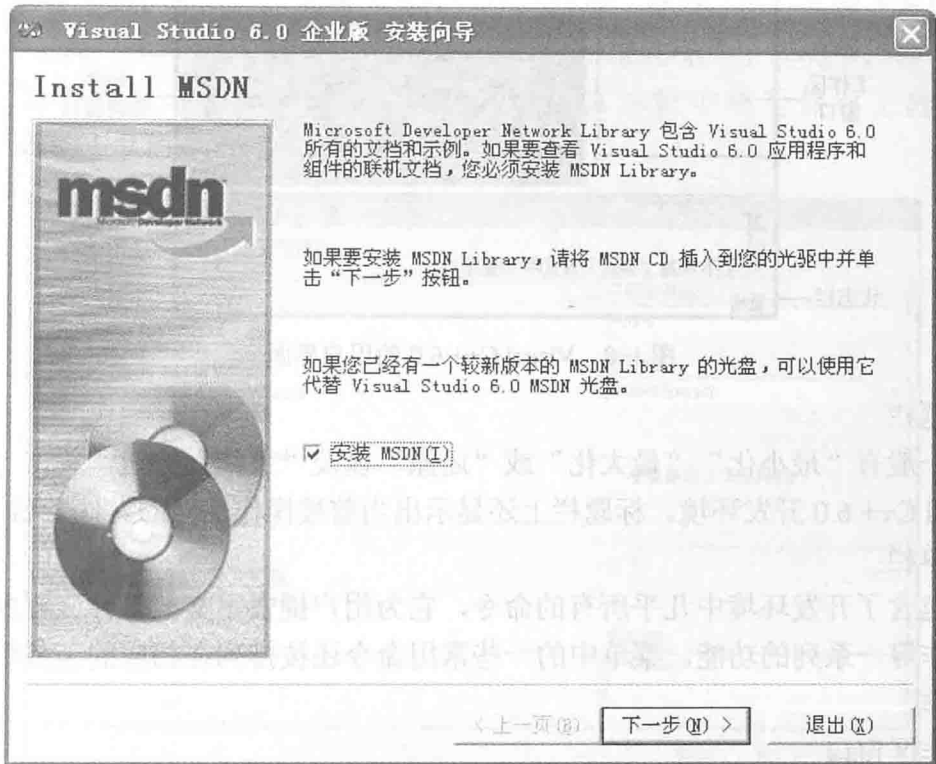 Visual Studio 6.0 企业版 安装向导
Install MSDN
msdn
Microsoft Developer Network
Microsoft Developer Network Library 包含 Visual Studio 6.0
所有的文档和示例。如果要查看 Visual Studio 6.0 应用程序和
组件的联机文档，您必须安装 MSDN Library。
如果要安装 MSDN Library，请将 MSDN CD 插入到您的光驱中并单
击“下一步”按钮。
如果您已经有一个较新版本的 MSDN Library 的光盘，可以使用它
代替 Visual Studio 6.0 MSDN 光盘。
安装 MSDN(I)
< 上一页(B) 下一步(N) > 退出(X)